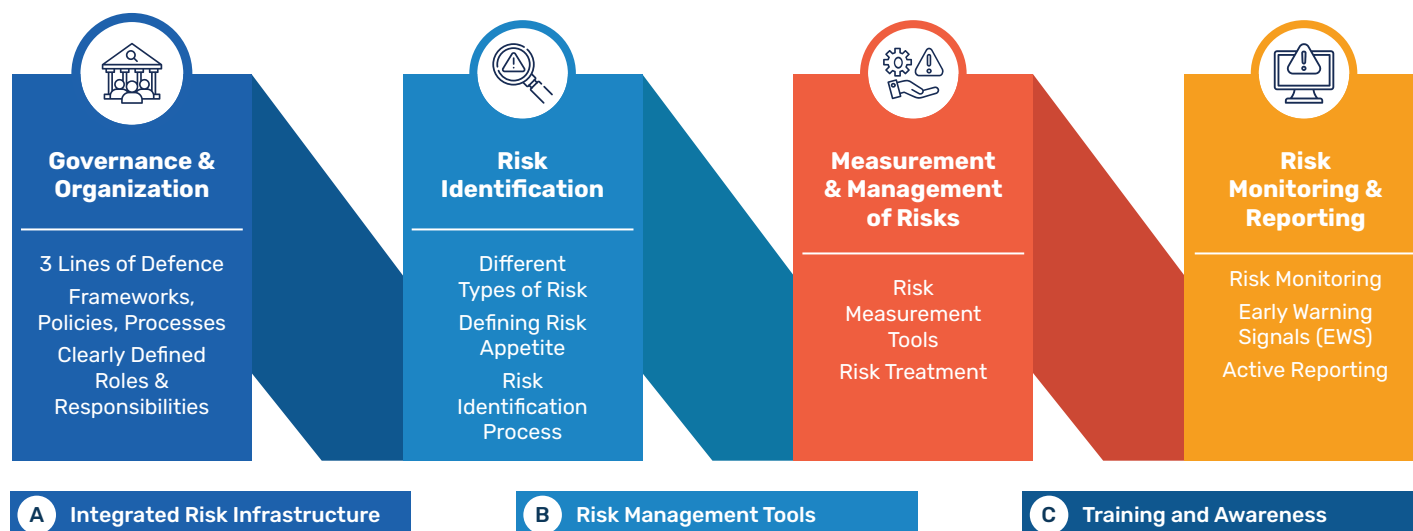 Governance &
Organization
3 Lines of Defence
Frameworks,
Policies, Processes
Clearly Defined
Roles &
Responsibilities
Risk
Identification
Different
Types of Risk
Defining Risk
Appetite
Risk
Identification
Process
Measurement
& Management
of Risks
Risk
Measurement
Tools
Risk Treatment
Risk
Monitoring &
Reporting
Risk Monitoring
Early Warning
Signals (EWS)
Active Reporting
A Integrated Risk Infrastructure
B Risk Management Tools
C Training and Awareness